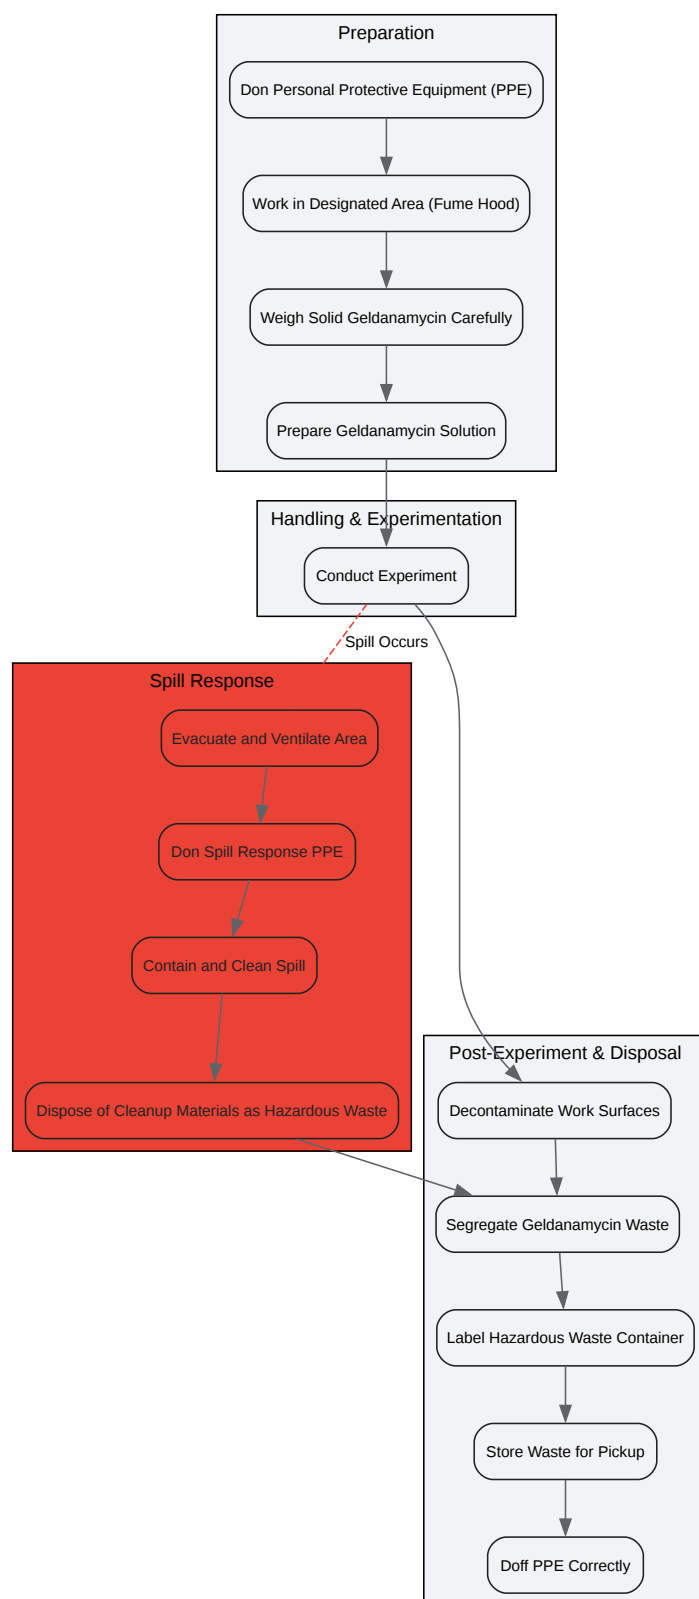 Preparation
Don Personal Protective Equipment (PPE)
Work in Designated Area (Fume Hood)
Weigh Solid Geldanamycin Carefully
Prepare Geldanamycin Solution
Handling & Experimentation
Conduct Experiment
Spill Occurs
Spill Response
Evacuate and Ventilate Area
Don Spill Response PPE
Contain and Clean Spill
Dispose of Cleanup Materials as Hazardous Waste
Post-Experiment & Disposal
Decontaminate Work Surfaces
Segregate Geldanamycin Waste
Label Hazardous Waste Container
Store Waste for Pickup
Doff PPE Correctly